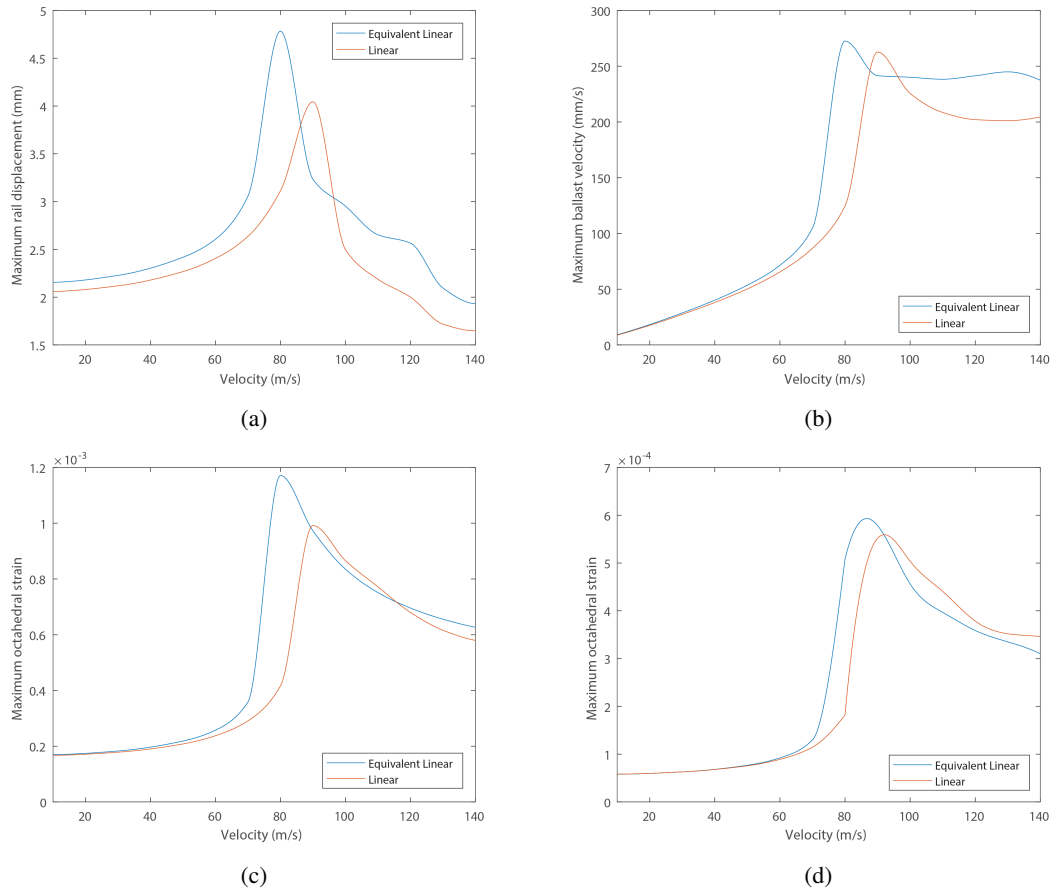 5
4.5
4
3.5
3
2.5
2
1.5
Maximum rail displacement (mm)
Equivalent Linear
Linear
20 40 60 80 100 120 140
Velocity (m/s)
(a)
300
250
200
150
100
50
0
Maximum ballast velocity (mm/s)
Equivalent Linear
Linear
20 40 60 80 100 120 140
Velocity (m/s)
(b)
× 10⁻³
1.2
1
0.8
0.6
0.4
0.2
0
Maximum octahedral strain
Equivalent Linear
Linear
20 40 60 80 100 120 140
Velocity (m/s)
(c)
× 10⁻⁴
7
6
5
4
3
2
1
0
Maximum octahedral strain
Equivalent Linear
Linear
20 40 60 80 100 120 140
Velocity (m/s)
(d)